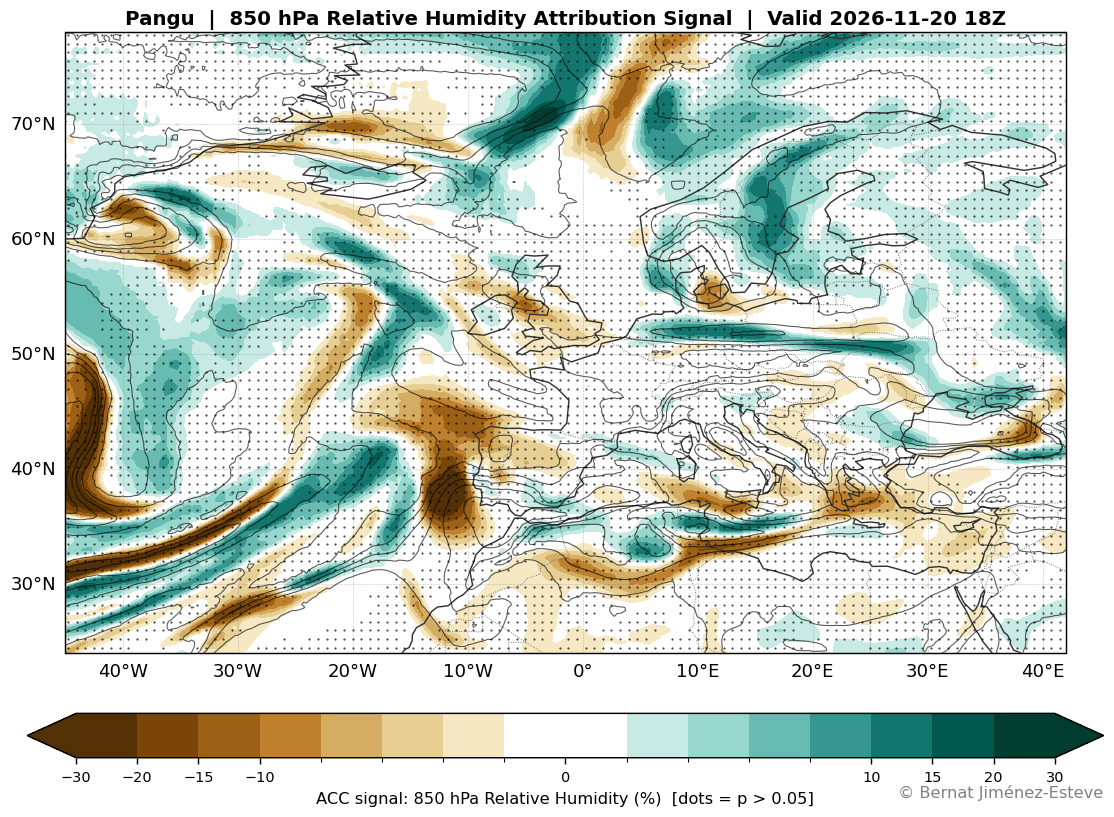 Pangu | 850 hPa Relative Humidity Attribution Signal | Valid 2026-11-20 18Z
70°N
60°N
50°N
40°N
30°N
40°W 30°W 20°W 10°W 0° 10°E 20°E 30°E 40°E
−30 −20 −15 −10 0 10 15 20 30
ACC signal: 850 hPa Relative Humidity (%) [dots = p > 0.05]
© Bernat Jiménez-Esteve